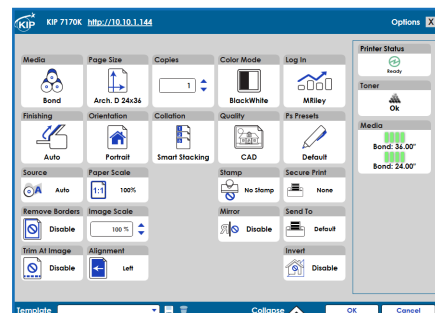 KIP KIP 7170K http://10.10.1.144 Options X
Media Page Size Copies Color Mode Log In
1
Bond Arch. D 24x36 BlackWhite MRiley
Finishing Orientation Collation Quality Ps Presets
Auto Portrait Smart Stacking CAD Default
Source Paper Scale Stamp Secure Print
A Auto 1:1 100% No Stamp None
Remove Borders Image Scale Mirror Send To
Disable 100 % Disable Default
Trim At Image Alignment Invert
Disable Left Disable
Printer Status
Ready
Toner
Ok
Media
Bond: 36.00"
Bond: 24.00"
Template Collapse OK Cancel